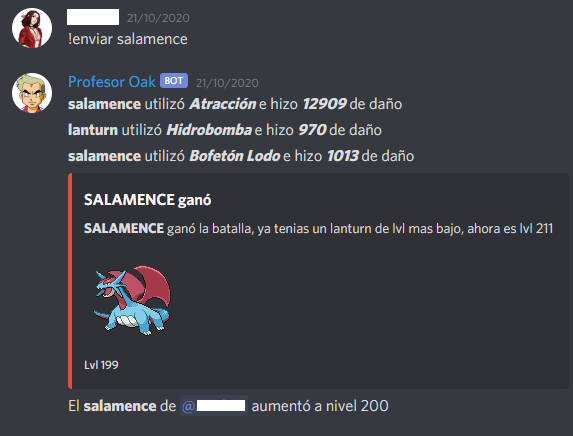 21/10/2020
!enviar salamence
Profesor Oak BOT 21/10/2020
salamence utilizó Atracción e hizo 12909 de daño
lanturn utilizó Hidrobomba e hizo 970 de daño
salamence utilizó Bofetón Lodo e hizo 1013 de daño
SALAMENCE ganó
SALAMENCE ganó la batalla, ya tenias un lanturn de lvl mas bajo, ahora es lvl 211
Lvl 199
El salamence de @ aumentó a nivel 200